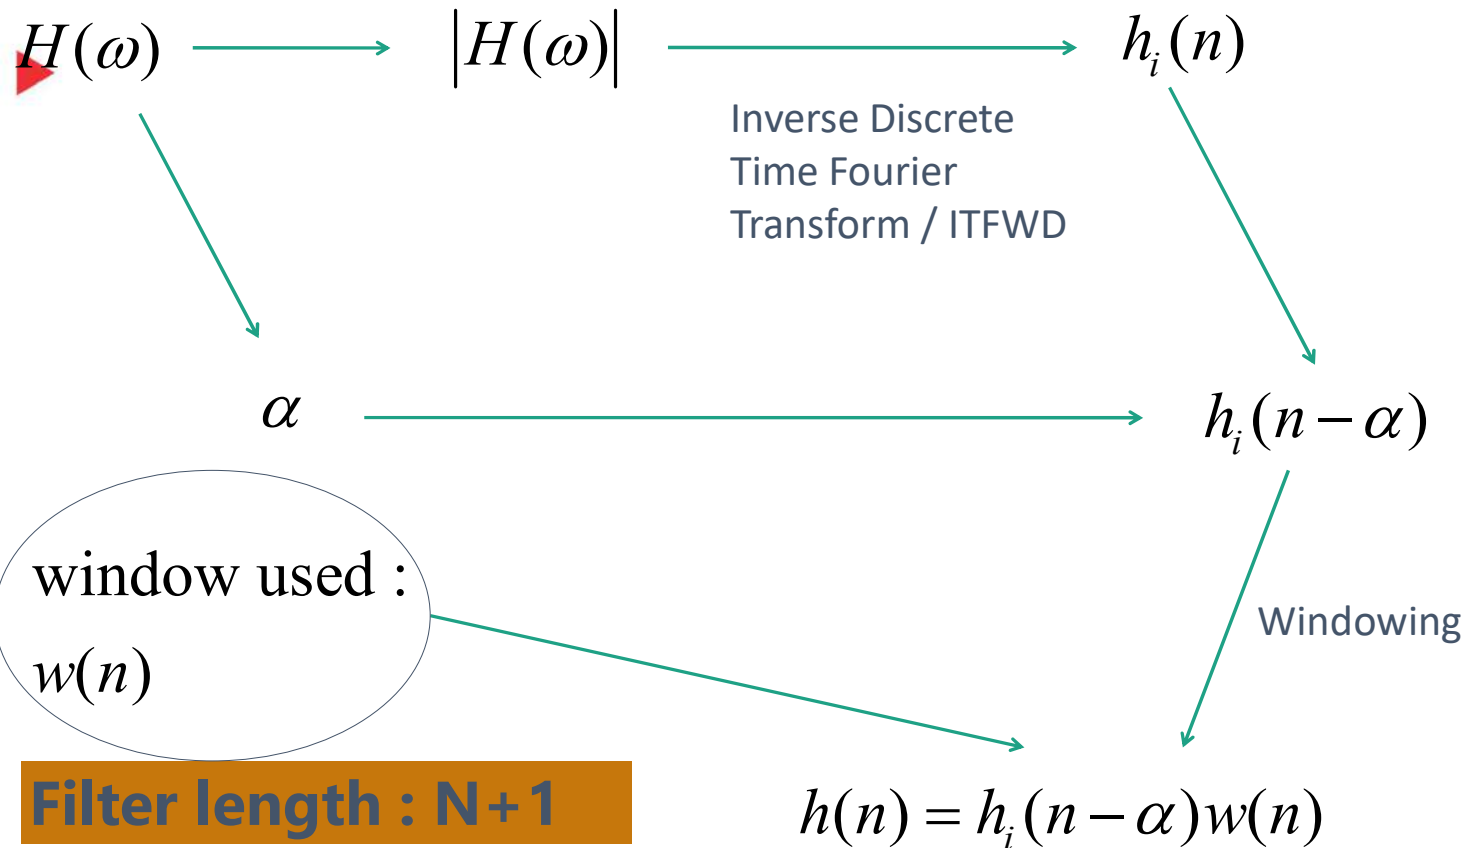 H(ω)
|H(ω)|
h_i(n)
Inverse Discrete
Time Fourier
Transform / ITFWD
α
h_i(n−α)
window used :
w(n)
Windowing
Filter length : N+1
h(n) = h_i(n−α)w(n)